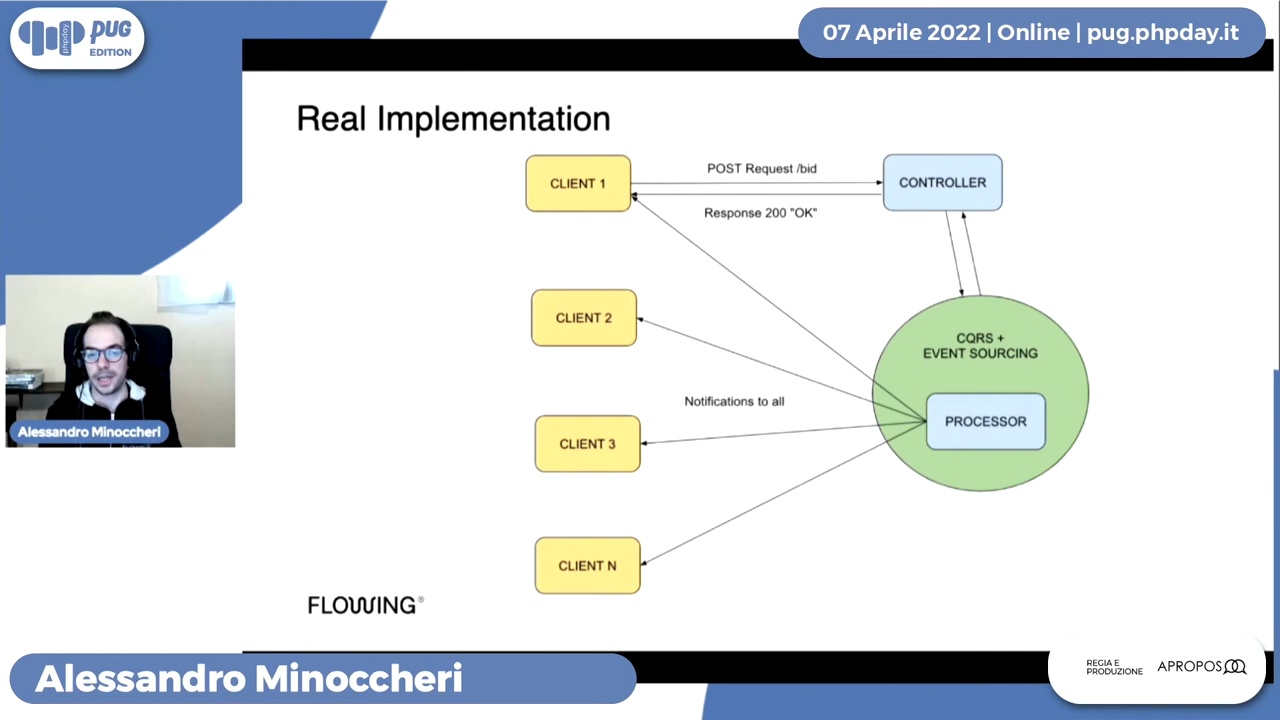 phpday
PUG
EDITION
07 Aprile 2022 | Online | pug.phpday.it
Real Implementation
CLIENT 1
POST Request /bid
Response 200 "OK"
CONTROLLER
CLIENT 2
CQRS +
EVENT SOURCING
Notifications to all
PROCESSOR
CLIENT 3
CLIENT N
Alessandro Minoccheri
FLOWING®
Alessandro Minoccheri
REGIA E
PRODUZIONE
APROPOS